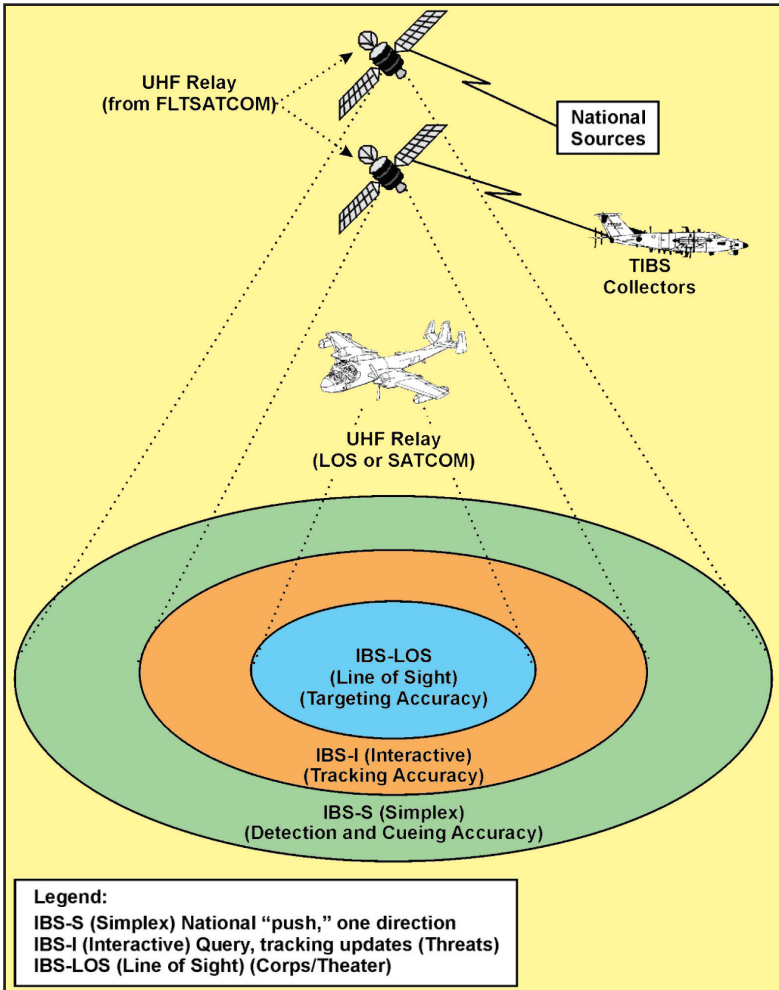 UHF Relay
(from FLTSATCOM)
National
Sources
TIBS
Collectors
UHF Relay
(LOS or SATCOM)
IBS-LOS
(Line of Sight)
(Targeting Accuracy)
IBS-I (Interactive)
(Tracking Accuracy)
IBS-S (Simplex)
(Detection and Cueing Accuracy)
Legend:
IBS-S (Simplex) National “push,” one direction
IBS-I (Interactive) Query, tracking updates (Threats)
IBS-LOS (Line of Sight) (Corps/Theater)